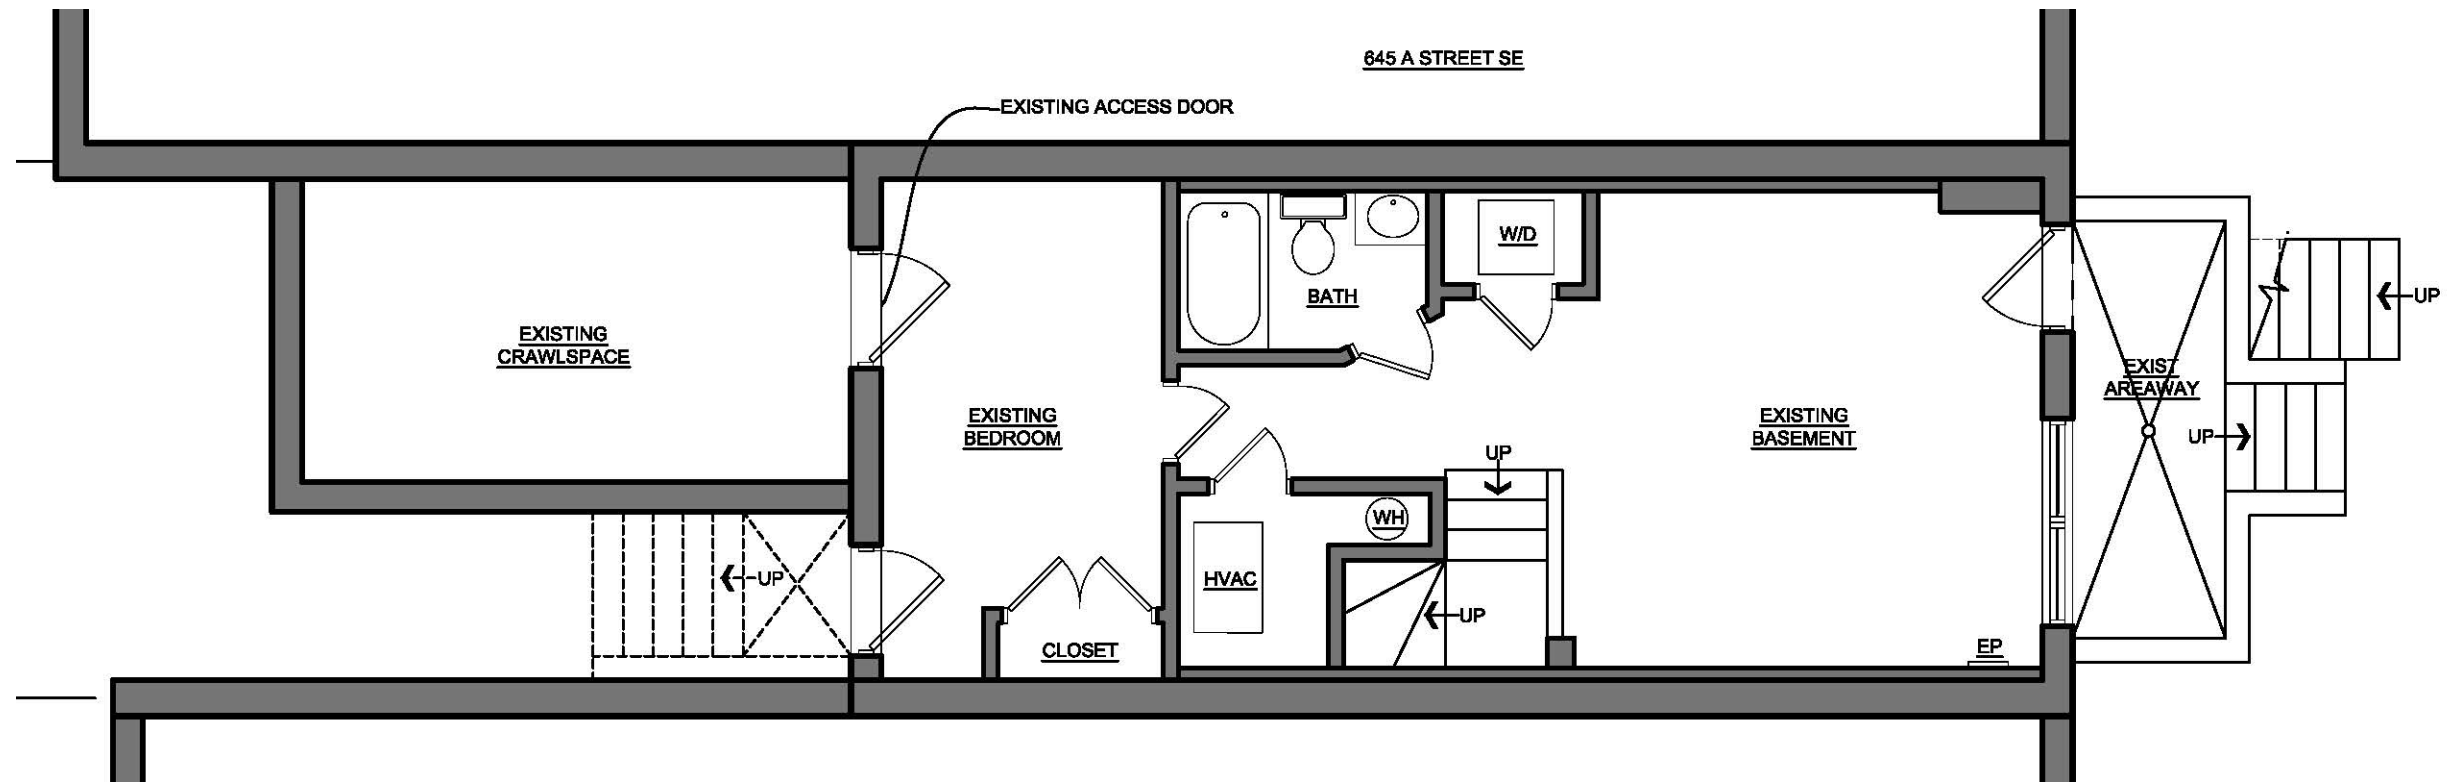 645 A STREET SE
EXISTING ACCESS DOOR
W/D
BATH
UP
EXISTING
CRAWLSPACE
EXIST
AREAWAY
EXISTING
BEDROOM
EXISTING
BASEMENT
UP
UP
WH
HVAC
UP
UP
CLOSET
EP